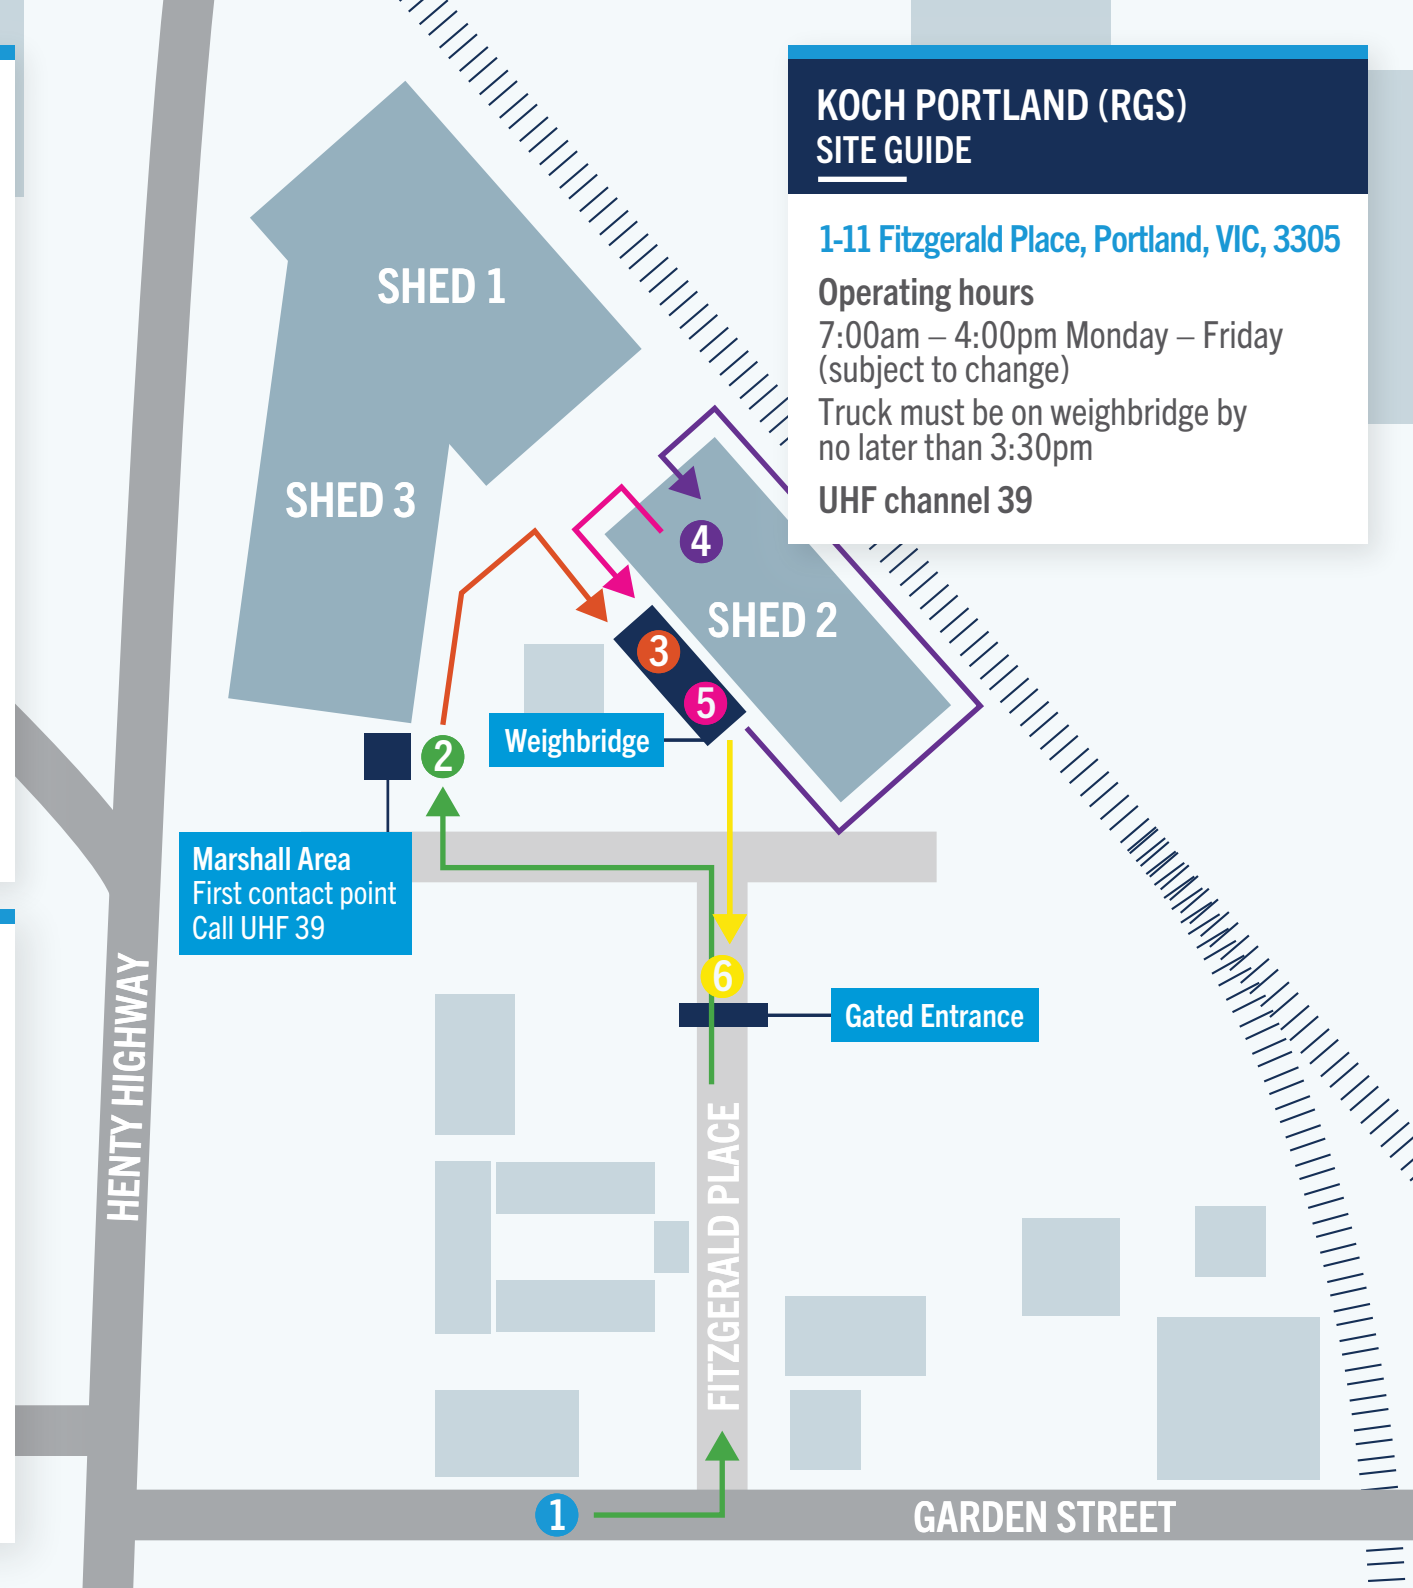 KOCH PORTLAND (RGS)
SITE GUIDE
1-11 Fitzgerald Place, Portland, VIC, 3305
Operating hours
7:00am – 4:00pm Monday – Friday
(subject to change)
Truck must be on weighbridge by
no later than 3:30pm
UHF channel 39
SHED 1
SHED 3
4
SHED 2
3
5
Weighbridge
2
Marshall Area
First contact point
Call UHF 39
6
Gated Entrance
HENTY HIGHWAY
FITZGERALD PLACE
1
GARDEN STREET